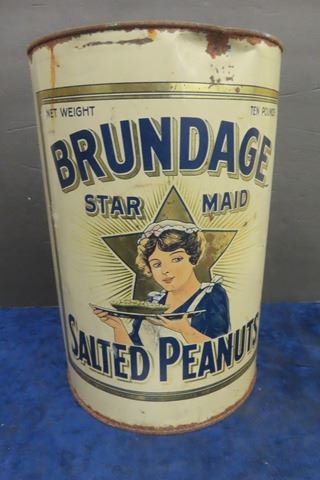 NET WEIGHT TEN POUNDS
BRUNDAGE
STAR MAID
SALTED PEANUTS